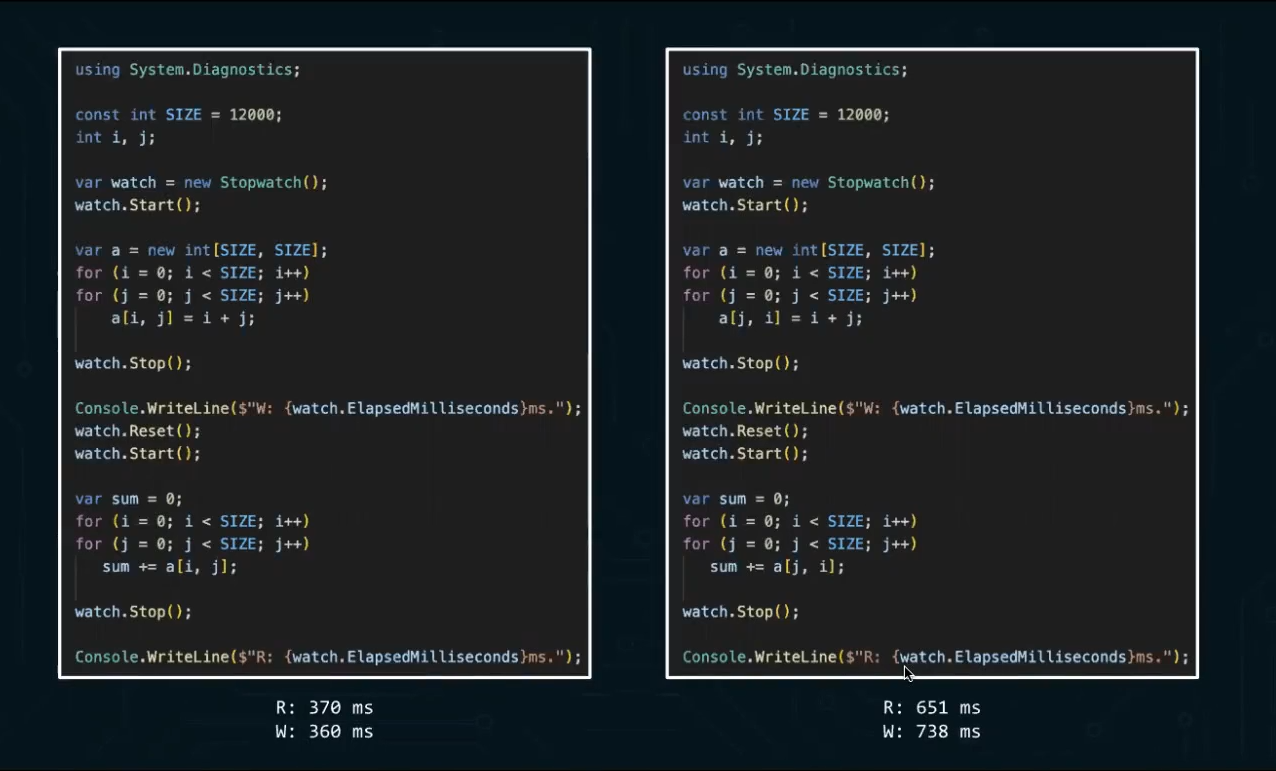 using System.Diagnostics;
const int SIZE = 12000;
int i, j;
var watch = new Stopwatch();
watch.Start();
var a = new int[SIZE, SIZE];
for (i = 0; i < SIZE; i++)
for (j = 0; j < SIZE; j++)
a[i, j] = i + j;
watch.Stop();
Console.WriteLine($"W: {watch.ElapsedMilliseconds}ms.");
watch.Reset();
watch.Start();
var sum = 0;
for (i = 0; i < SIZE; i++)
for (j = 0; j < SIZE; j++)
sum += a[i, j];
watch.Stop();
Console.WriteLine($"R: {watch.ElapsedMilliseconds}ms.");
R: 370 ms
W: 360 ms
using System.Diagnostics;
const int SIZE = 12000;
int i, j;
var watch = new Stopwatch();
watch.Start();
var a = new int[SIZE, SIZE];
for (i = 0; i < SIZE; i++)
for (j = 0; j < SIZE; j++)
a[j, i] = i + j;
watch.Stop();
Console.WriteLine($"W: {watch.ElapsedMilliseconds}ms.");
watch.Reset();
watch.Start();
var sum = 0;
for (i = 0; i < SIZE; i++)
for (j = 0; j < SIZE; j++)
sum += a[j, i];
watch.Stop();
Console.WriteLine($"R: {watch.ElapsedMilliseconds}ms.");
R: 651 ms
W: 738 ms